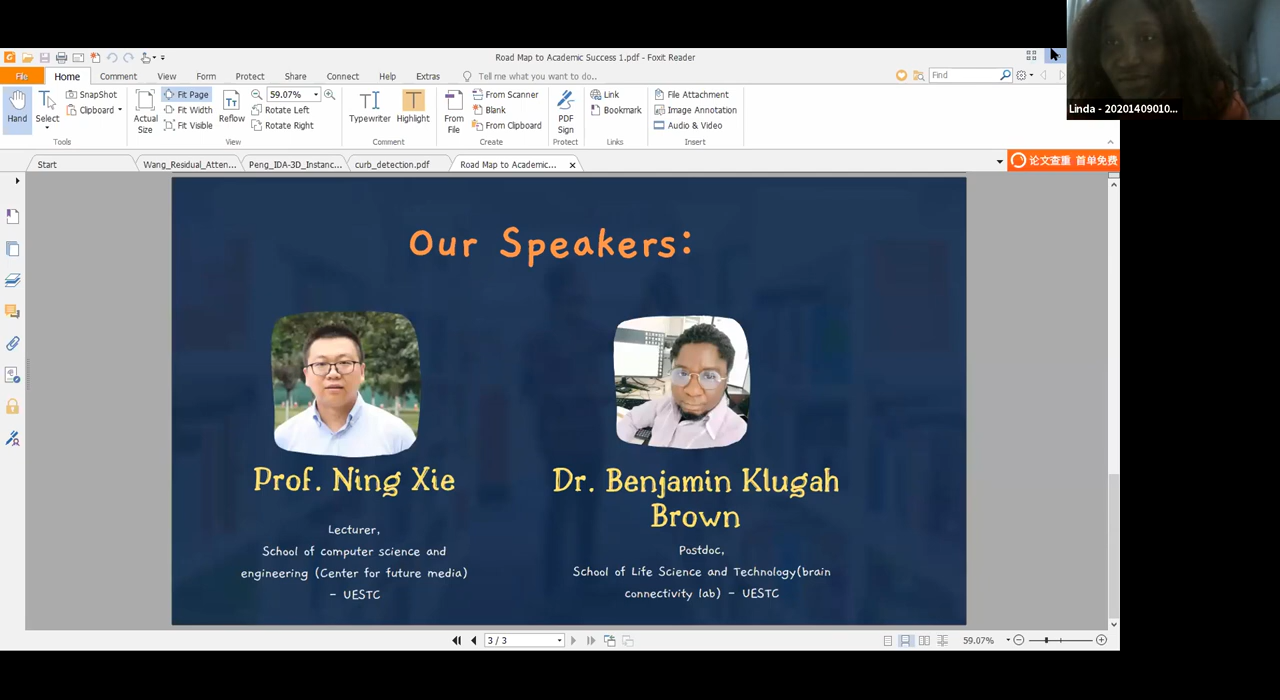 Road Map to Academic Success 1.pdf - Foxit Reader
Linda - 20201409010...
File Home Comment View Form Protect Share Connect Help Extras Tell me what you want to do.. Find
Hand
Select
SnapShot
Clipboard
Tools
Actual Size
Fit Page
Fit Width
Fit Visible
Reflow
59.07%
Rotate Left
Rotate Right
View
Typewriter
Highlight
Comment
From File
From Scanner
Blank
From Clipboard
Create
PDF Sign
Protect
Link
Bookmark
Links
File Attachment
Image Annotation
Audio & Video
Insert
Start Wang_Residual_Atten... Peng_IDA-3D_Instanc... curb_detection.pdf Road Map to Academic...
论文查重 首单免费
Our Speakers:
Prof. Ning Xie
Lecturer,
School of computer science and
engineering (Center for future media)
- UESTC
Dr. Benjamin Klugah
Brown
Postdoc,
School of Life Science and Technology(brain
connectivity lab) - UESTC
3 / 3
59.07%